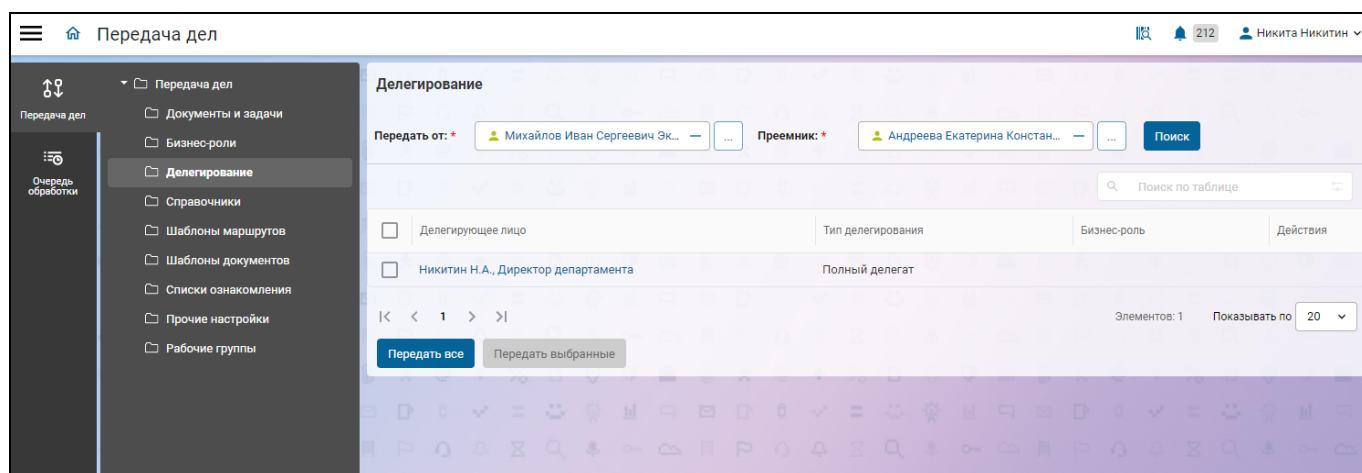 Передача дел
212
Никита Никитин
Передача дел
Очередь
обработки
Передача дел
Документы и задачи
Бизнес-роли
Делегирование
Справочники
Шаблоны маршрутов
Шаблоны документов
Списки ознакомления
Прочие настройки
Рабочие группы
Делегирование
Передать от: * Михайлов Иван Сергеевич Эк... ... Преемник: * Андреева Екатерина Констан... ... Поиск
Поиск по таблице
Делегирующее лицо Тип делегирования Бизнес-роль Действия
Никитин Н.А., Директор департамента Полный делегат
1 Элементов: 1 Показывать по 20
Передать все Передать выбранные